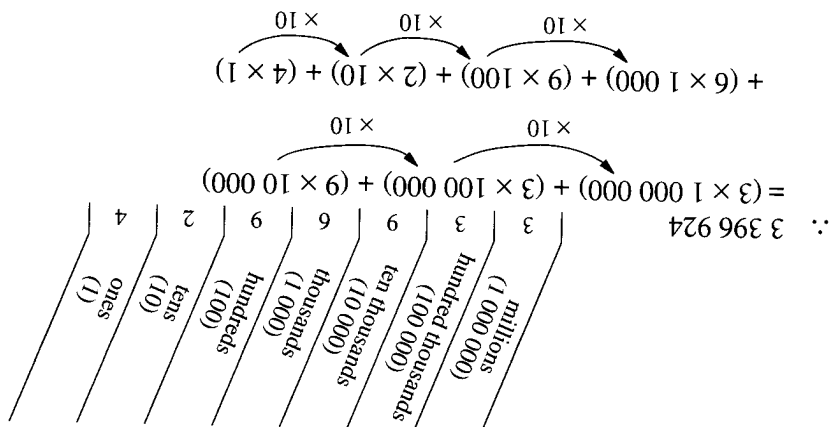 millions
(1 000 000)
hundred thousands
(100 000)
ten thousands
(10 000)
thousands
(1 000)
hundreds
(100)
tens
(10)
ones
(1)
∴ 3 396 924 3 3 9 6 9 2 4
= (3 × 1 000 000) + (3 × 100 000) + (9 × 10 000)
× 10 × 10
+ (6 × 1 000) + (9 × 100) + (2 × 10) + (4 × 1)
× 10 × 10 × 10